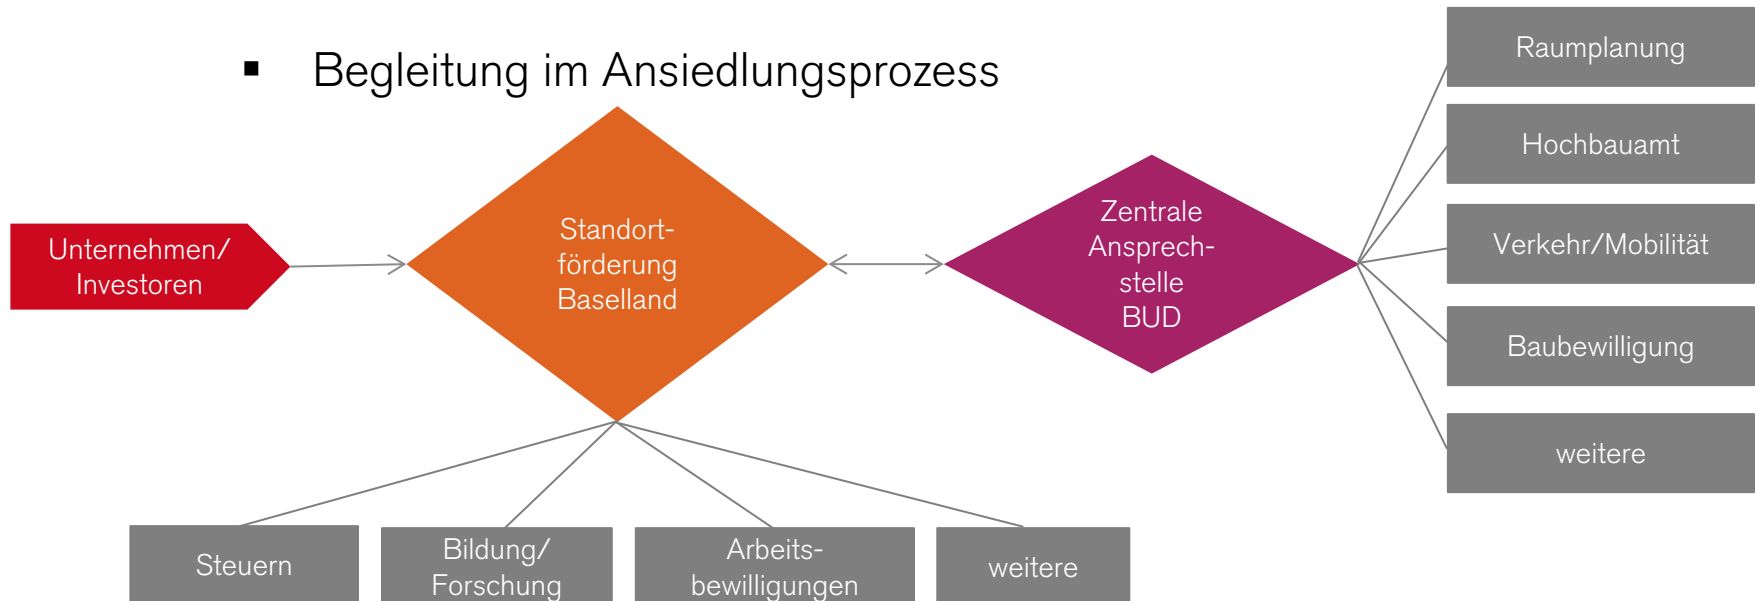 ▪ Begleitung im Ansiedlungsprozess
Unternehmen/
Investoren
Standort-
förderung
Baselland
Zentrale
Ansprech-
stelle
BUD
Raumplanung
Hochbauamt
Verkehr/Mobilität
Baubewilligung
weitere
Steuern
Bildung/
Forschung
Arbeits-
bewilligungen
weitere